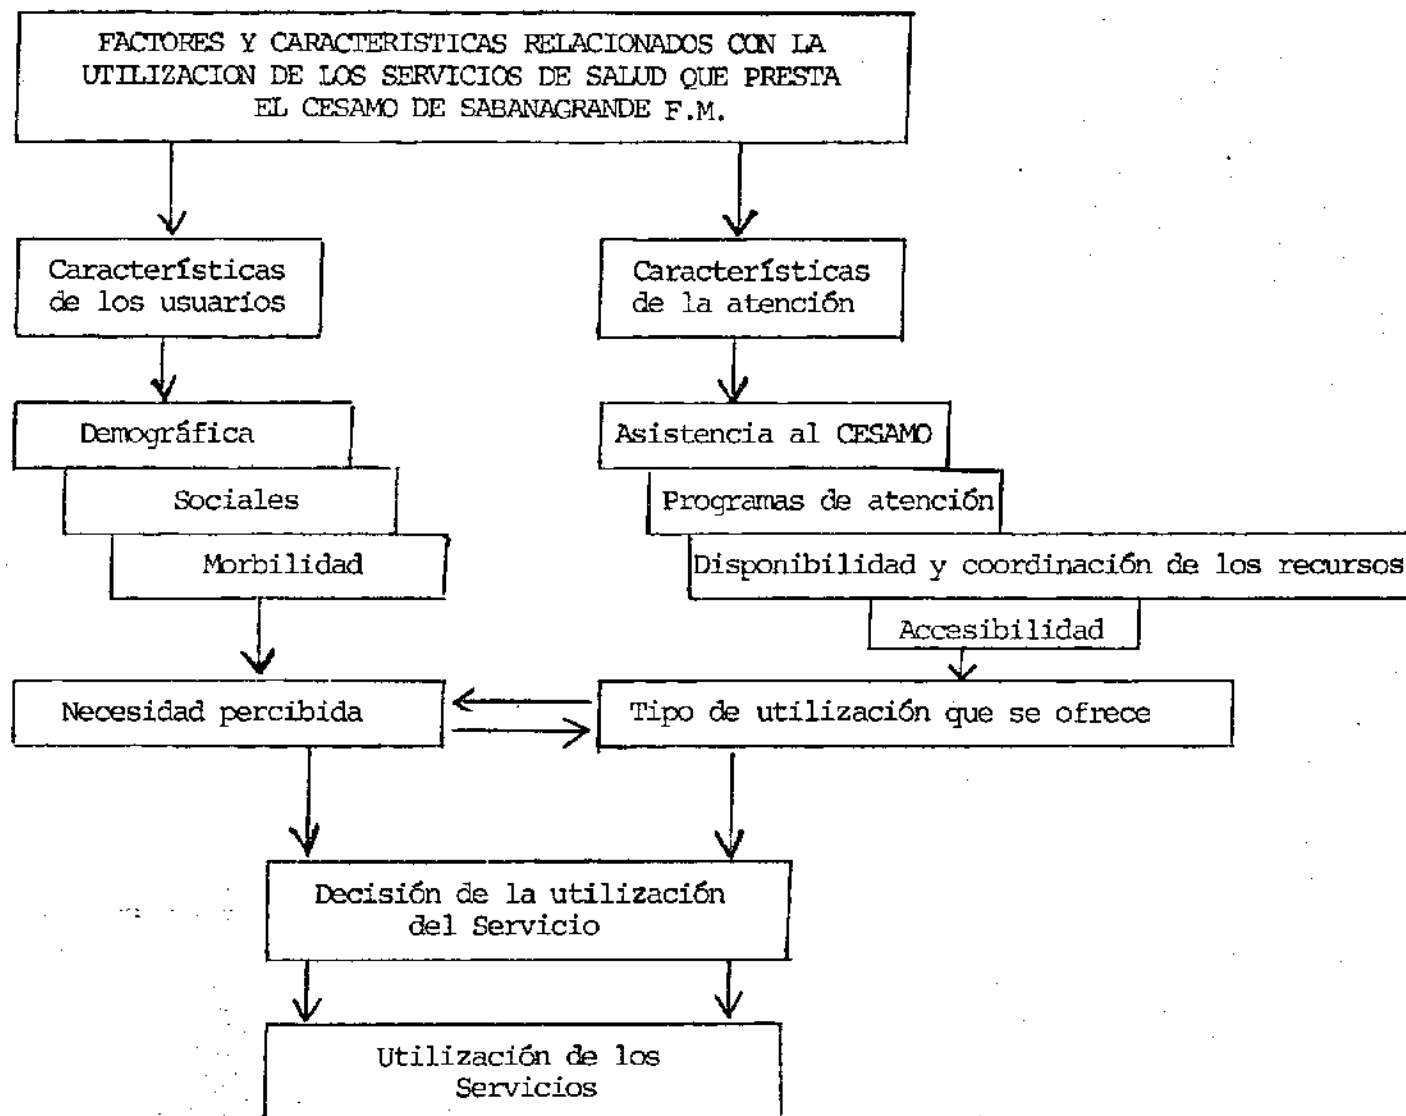 FACTORES Y CARACTERISTICAS RELACIONADOS CON LA
UTILIZACION DE LOS SERVICIOS DE SALUD QUE PRESTA
EL CESAMO DE SABANAGRANDE F.M.
Características
de los usuarios
Características
de la atención
Demográfica
Sociales
Morbilidad
Asistencia al CESAMO
Programas de atención
Disponibilidad y coordinación de los recursos
Accesibilidad
Necesidad percibida
Tipo de utilización que se ofrece
Decisión de la utilización
del Servicio
Utilización de los
Servicios